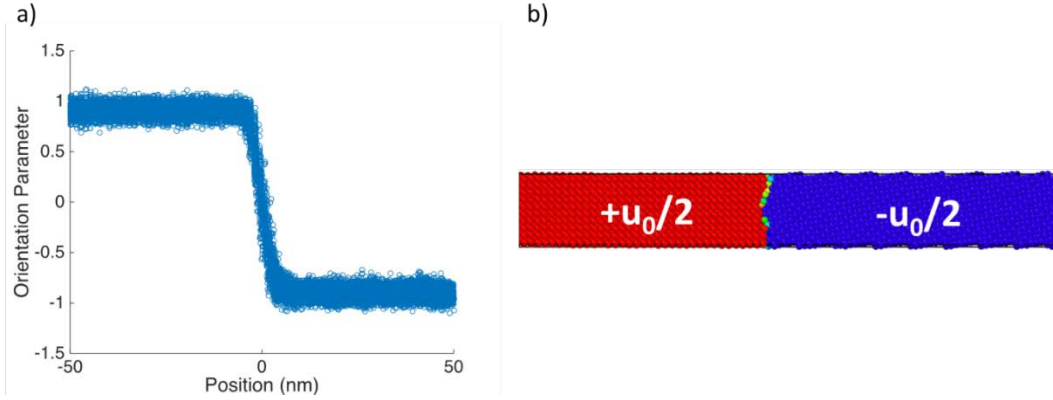 a)
b)
1.5
1
0.5
0
-0.5
-1
-1.5
Orientation Parameter
-50
0
50
Position (nm)
+u₀/2
-u₀/2